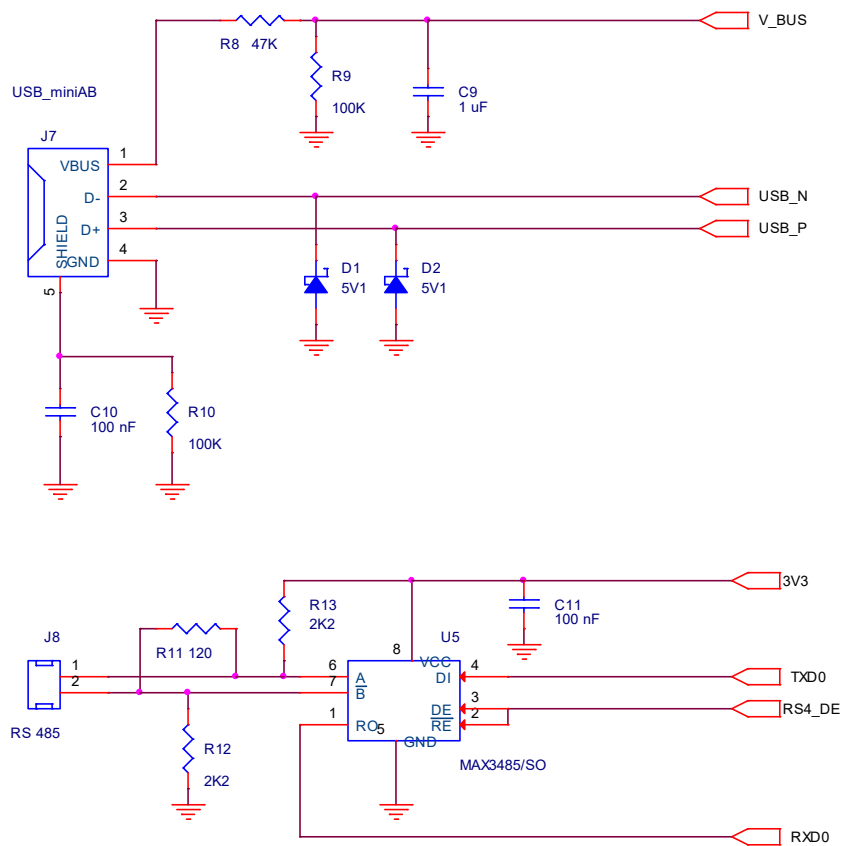 V_BUS
R8 47K
R9
100K
C9
1 uF
USB_miniAB
J7
1
VBUS
2
D-
USB_N
3
D+
USB_P
4
GND
SHIELD
5
D1
5V1
D2
5V1
C10
100 nF
R10
100K
3V3
R13
2K2
C11
100 nF
J8
R11 120
8
U5
VCC
1
6
A
DI
4
TXD0
2
7
B
3
DE
RS4_DE
2
RE
RS 485
1
RO
5
GND
R12
2K2
MAX3485/SO
RXD0